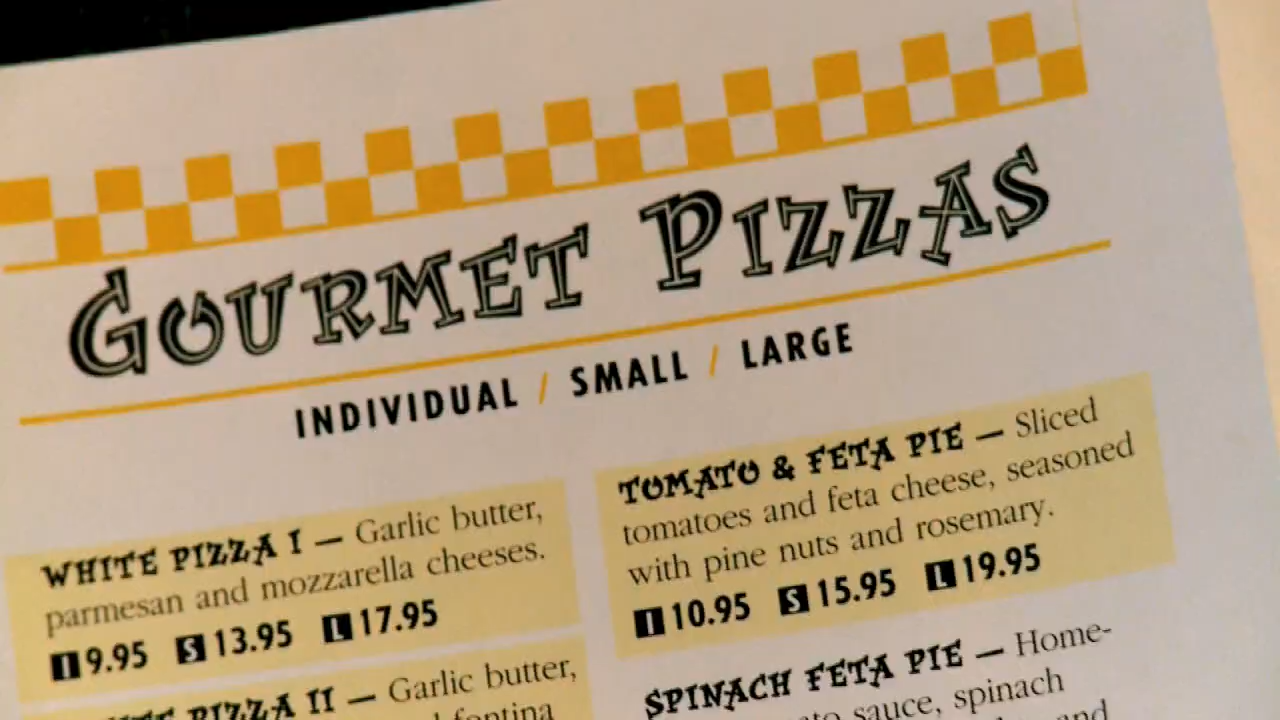 GOURMET PIZZAS
INDIVIDUAL / SMALL / LARGE
WHITE PIZZA I — Garlic butter,
parmesan and mozzarella cheeses.
I 9.95 S 13.95 L 17.95
PIZZA II — Garlic butter,
fontina
TOMATO & FETA PIE — Sliced
tomatoes and feta cheese, seasoned
with pine nuts and rosemary.
I 10.95 S 15.95 L 19.95
SPINACH FETA PIE — Home-
sauce, spinach
and